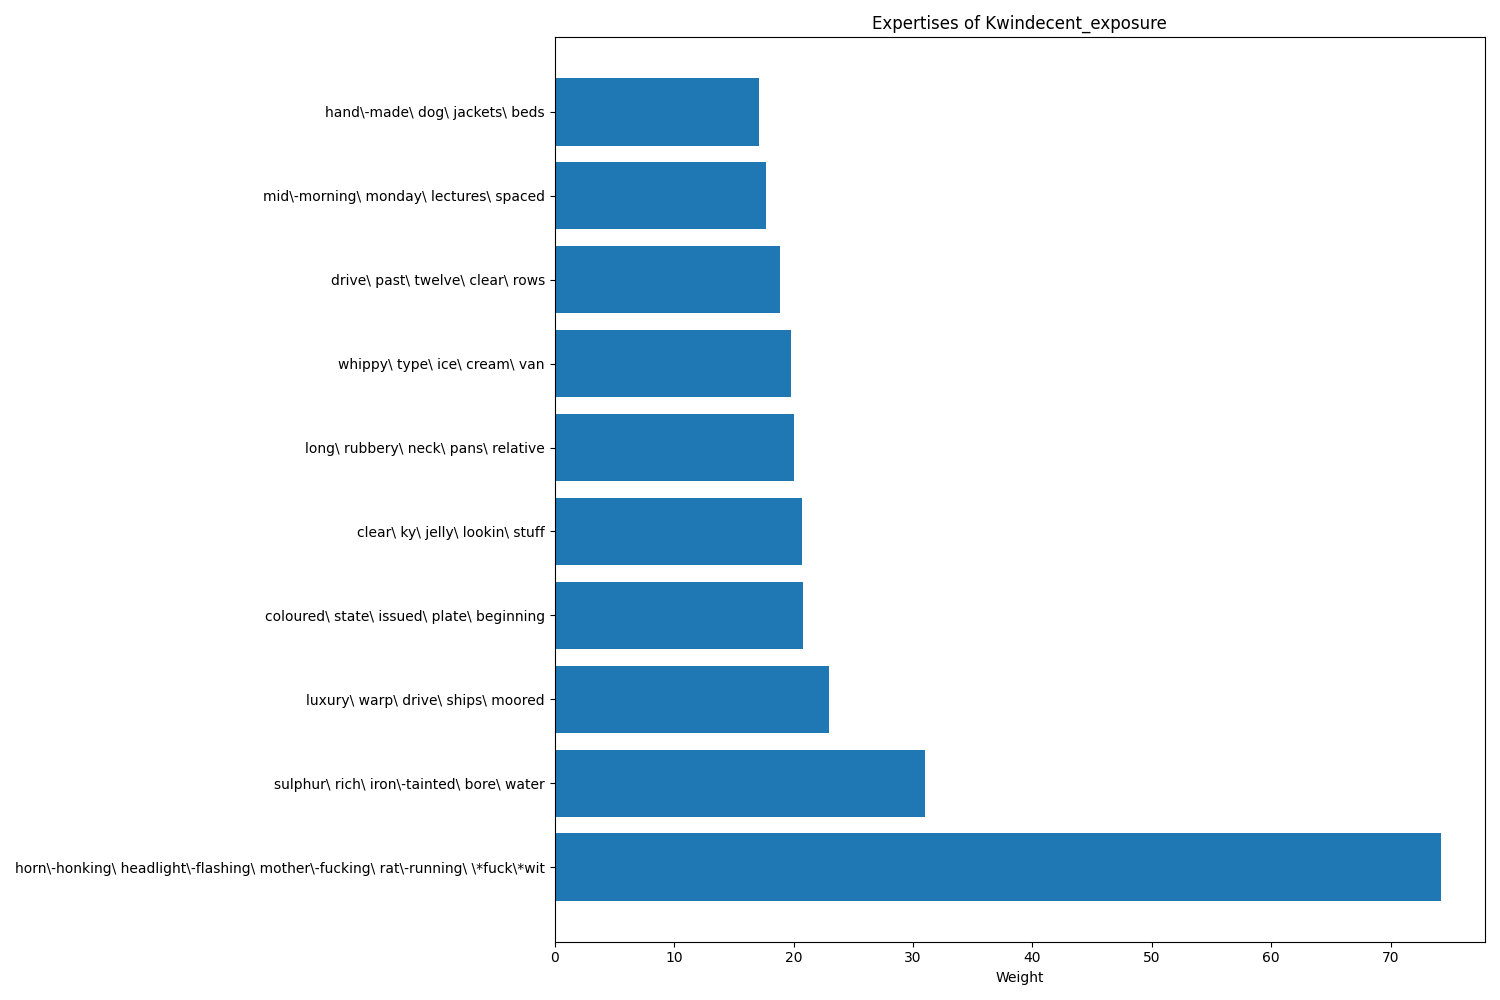 Expertises of Kwindecent_exposure
hand\-made\ dog\ jackets\ beds
mid\-morning\ monday\ lectures\ spaced
drive\ past\ twelve\ clear\ rows
whippy\ type\ ice\ cream\ van
long\ rubbery\ neck\ pans\ relative
clear\ ky\ jelly\ lookin\ stuff
coloured\ state\ issued\ plate\ beginning
luxury\ warp\ drive\ ships\ moored
sulphur\ rich\ iron\-tainted\ bore\ water
horn\-honking\ headlight\-flashing\ mother\-fucking\ rat\-running\ \*fuck\*wit
0 10 20 30 40 50 60 70
Weight